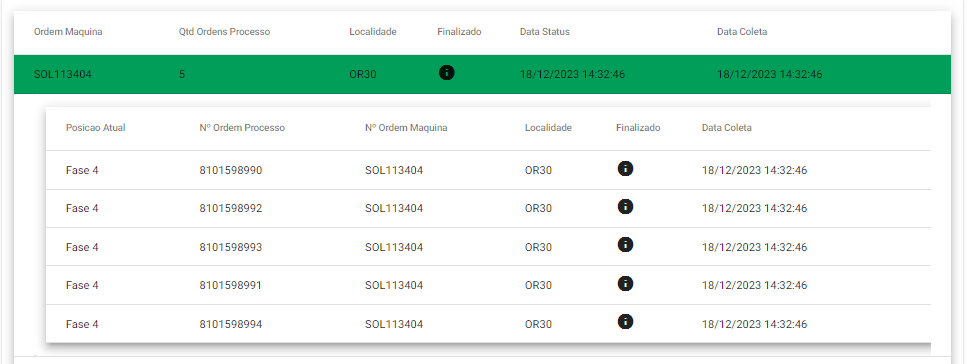 Ordem Maquina Qtd Ordens Processo Localidade Finalizado Data Status Data Coleta
SOL113404 5 OR30 18/12/2023 14:32:46 18/12/2023 14:32:46
Posicao Atual Nº Ordem Processo Nº Ordem Maquina Localidade Finalizado Data Coleta
Fase 4 8101598990 SOL113404 OR30 18/12/2023 14:32:46
Fase 4 8101598992 SOL113404 OR30 18/12/2023 14:32:46
Fase 4 8101598993 SOL113404 OR30 18/12/2023 14:32:46
Fase 4 8101598991 SOL113404 OR30 18/12/2023 14:32:46
Fase 4 8101598994 SOL113404 OR30 18/12/2023 14:32:46